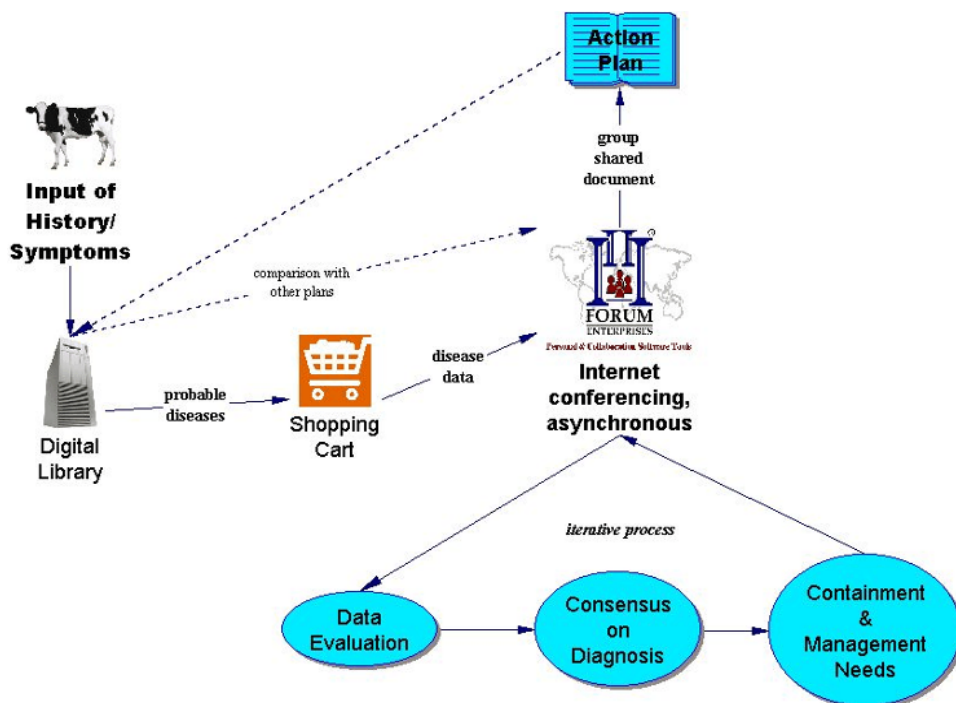 Action
Plan
group
shared
document
Input of
History/
Symptoms
comparison with
other plans
FORUM
ENTERPRISES
Personal & Collaboration Software Tools
disease
data
probable
diseases
Internet
conferencing,
asynchronous
Shopping
Cart
Digital
Library
iterative process
Data
Evaluation
Consensus
on
Diagnosis
Containment
&
Management
Needs